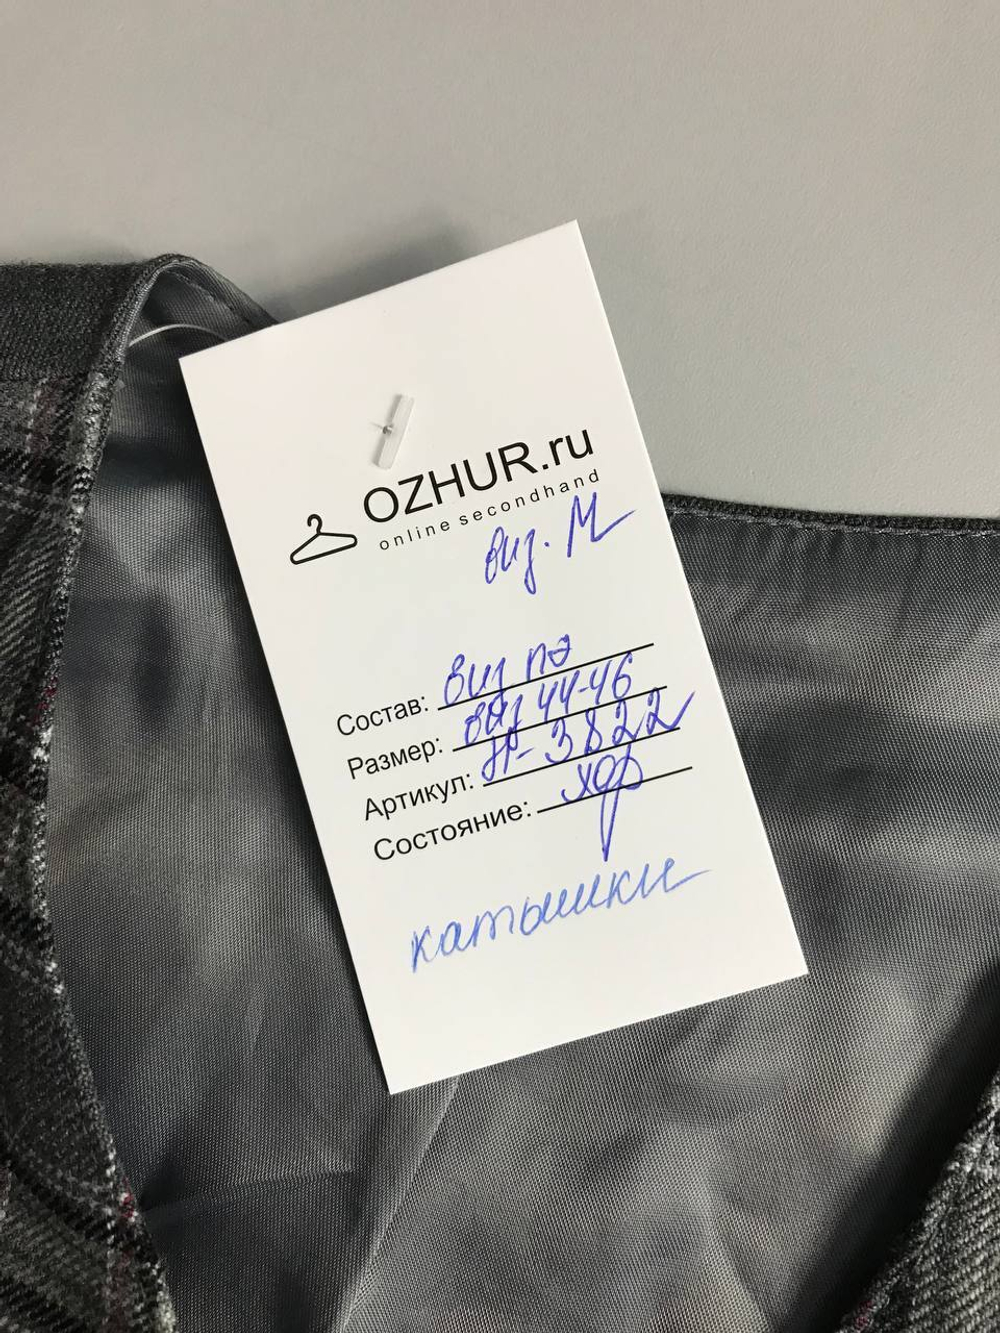 OZHUR.ru
online secondhand
виз. М
Состав: виз пэ
Размер: виз 44-46
Артикул: -3822
Состояние: хор
катышки